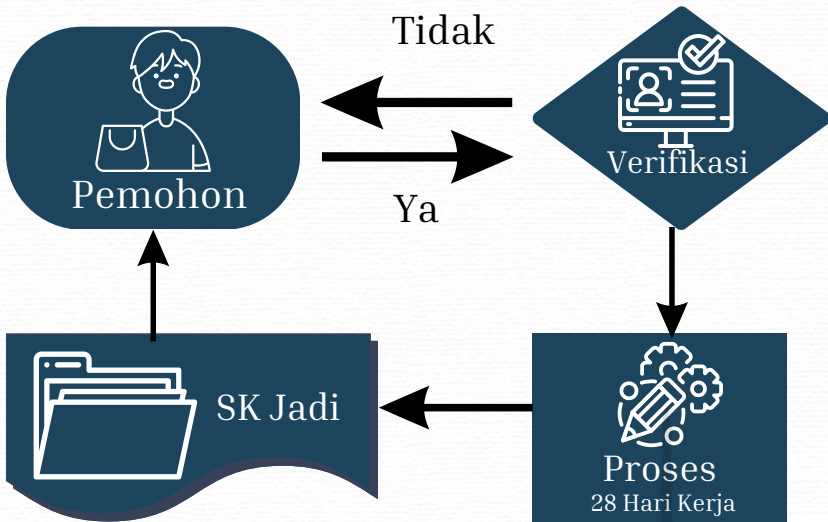 Tidak
Pemohon
Verifikasi
Ya
SK Jadi
Proses
28 Hari Kerja